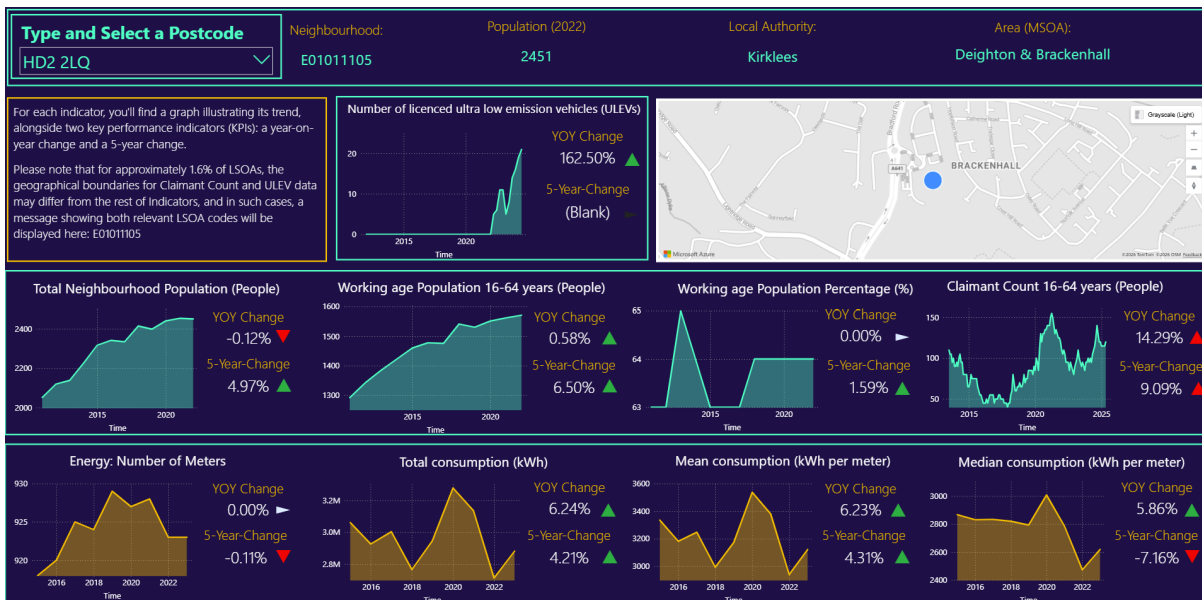 Type and Select a Postcode
HD2 2LQ
Neighbourhood:
E01011105
Population (2022)
2451
Local Authority:
Kirklees
Area (MSOA):
Deighton & Brackenhall
For each indicator, you'll find a graph illustrating its trend,
alongside two key performance indicators (KPIs): a year-on-
year change and a 5-year change.
Please note that for approximately 1.6% of LSOAs, the
geographical boundaries for Claimant Count and ULEV data
may differ from the rest of Indicators, and in such cases, a
message showing both relevant LSOA codes will be
displayed here: E01011105
Number of licenced ultra low emission vehicles (ULEVs)
20
10
0
2015
2020
Time
YOY Change
162.50%
5-Year-Change
(Blank)
Grayscale (Light)
BRACKENHALL
A641
Bradford Road
Microsoft Azure
Total Neighbourhood Population (People)
2400
2200
2000
2015
2020
Time
YOY Change
-0.12%
5-Year-Change
4.97%
Working age Population 16-64 years (People)
1600
1500
1400
1300
2015
2020
Time
YOY Change
0.58%
5-Year-Change
6.50%
Working age Population Percentage (%)
65
64
63
2015
2020
Time
YOY Change
0.00%
5-Year-Change
1.59%
Claimant Count 16-64 years (People)
150
100
50
2015
2020
2025
Time
YOY Change
14.29%
5-Year-Change
9.09%
Energy: Number of Meters
930
925
920
2016
2018
2020
2022
Time
YOY Change
0.00%
5-Year-Change
-0.11%
Total consumption (kWh)
3.2M
3.0M
2.8M
2016
2018
2020
2022
Time
YOY Change
6.24%
5-Year-Change
4.21%
Mean consumption (kWh per meter)
3600
3400
3200
3000
2016
2018
2020
2022
Time
YOY Change
6.23%
5-Year-Change
4.31%
Median consumption (kWh per meter)
3000
2800
2600
2400
2016
2018
2020
2022
Time
YOY Change
5.86%
5-Year-Change
-7.16%